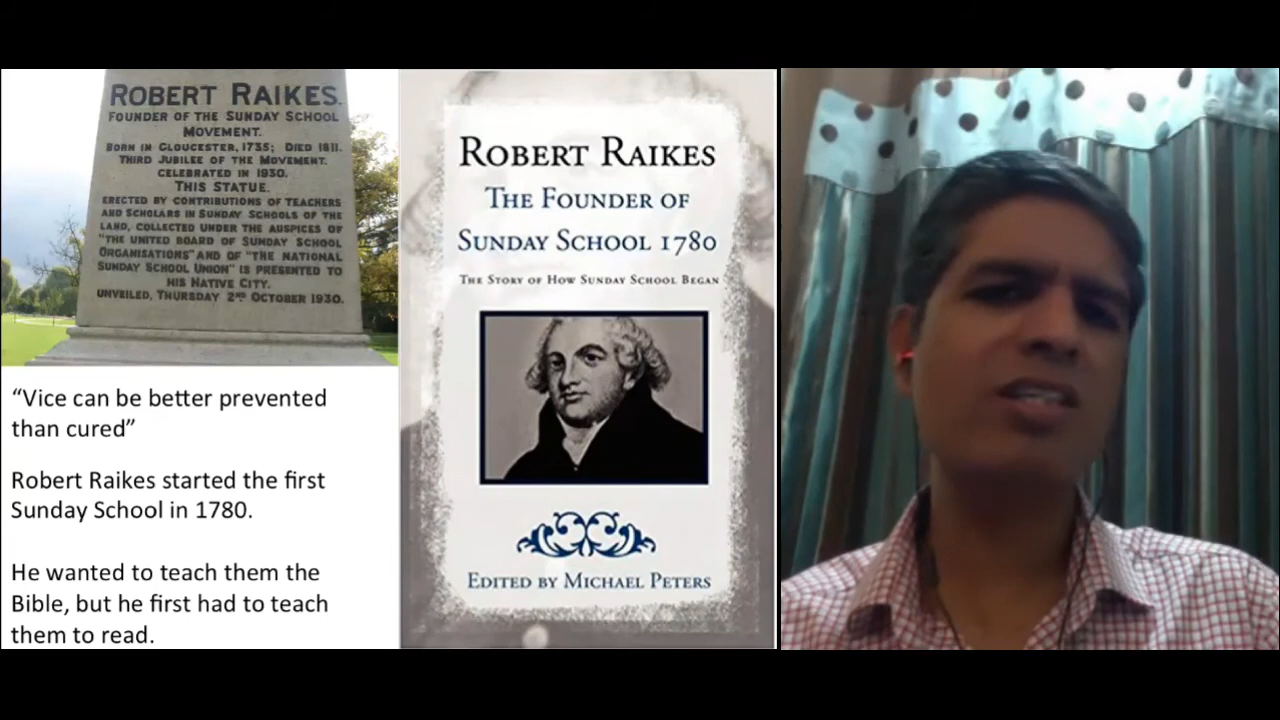 ROBERT RAIKES.
FOUNDER OF THE SUNDAY SCHOOL
MOVEMENT.
BORN IN GLOUCESTER, 1735; DIED 1811.
THIRD JUBILEE OF THE MOVEMENT.
CELEBRATED IN 1930.
THIS STATUE.
ERECTED BY CONTRIBUTIONS OF TEACHERS
AND SCHOLARS IN SUNDAY SCHOOLS OF THE
LAND, COLLECTED UNDER THE AUSPICES OF
"THE UNITED BOARD OF SUNDAY SCHOOL
ORGANISATIONS" AND OF "THE NATIONAL
SUNDAY SCHOOL UNION" IS PRESENTED TO
HIS NATIVE CITY.
UNVEILED, THURSDAY 2ND OCTOBER 1930.
“Vice can be better prevented
than cured”
Robert Raikes started the first
Sunday School in 1780.
He wanted to teach them the
Bible, but he first had to teach
them to read.
ROBERT RAIKES
THE FOUNDER OF
SUNDAY SCHOOL 1780
THE STORY OF HOW SUNDAY SCHOOL BEGAN
EDITED BY MICHAEL PETERS